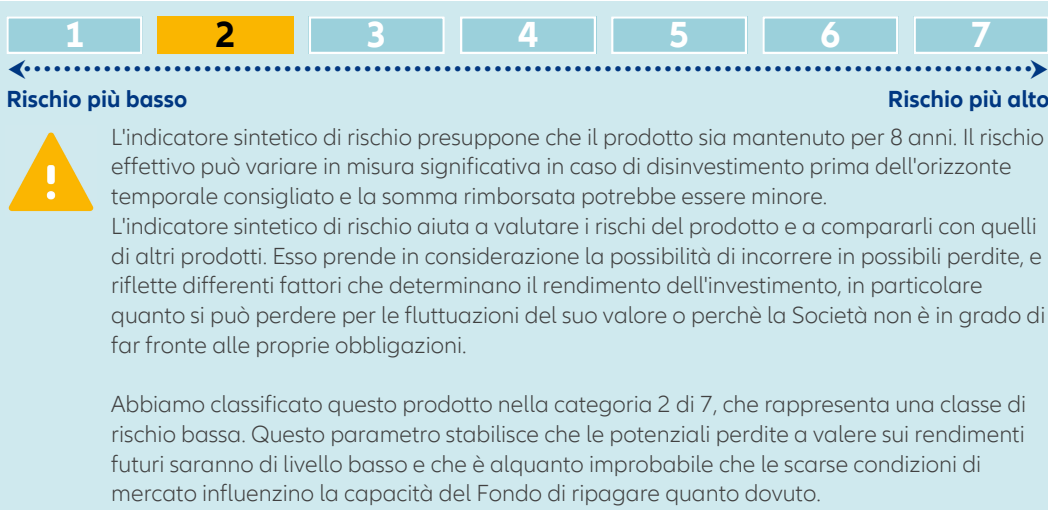 1 2 3 4 5 6 7
Rischio più basso Rischio più alto
L'indicatore sintetico di rischio presuppone che il prodotto sia mantenuto per 8 anni. Il rischio
effettivo può variare in misura significativa in caso di disinvestimento prima dell'orizzonte
temporale consigliato e la somma rimborsata potrebbe essere minore.
L'indicatore sintetico di rischio aiuta a valutare i rischi del prodotto e a compararli con quelli
di altri prodotti. Esso prende in considerazione la possibilità di incorrere in possibili perdite, e
riflette differenti fattori che determinano il rendimento dell'investimento, in particolare
quanto si può perdere per le fluttuazioni del suo valore o perchè la Società non è in grado di
far fronte alle proprie obbligazioni.
Abbiamo classificato questo prodotto nella categoria 2 di 7, che rappresenta una classe di
rischio bassa. Questo parametro stabilisce che le potenziali perdite a valere sui rendimenti
futuri saranno di livello basso e che è alquanto improbabile che le scarse condizioni di
mercato influenzino la capacità del Fondo di ripagare quanto dovuto.